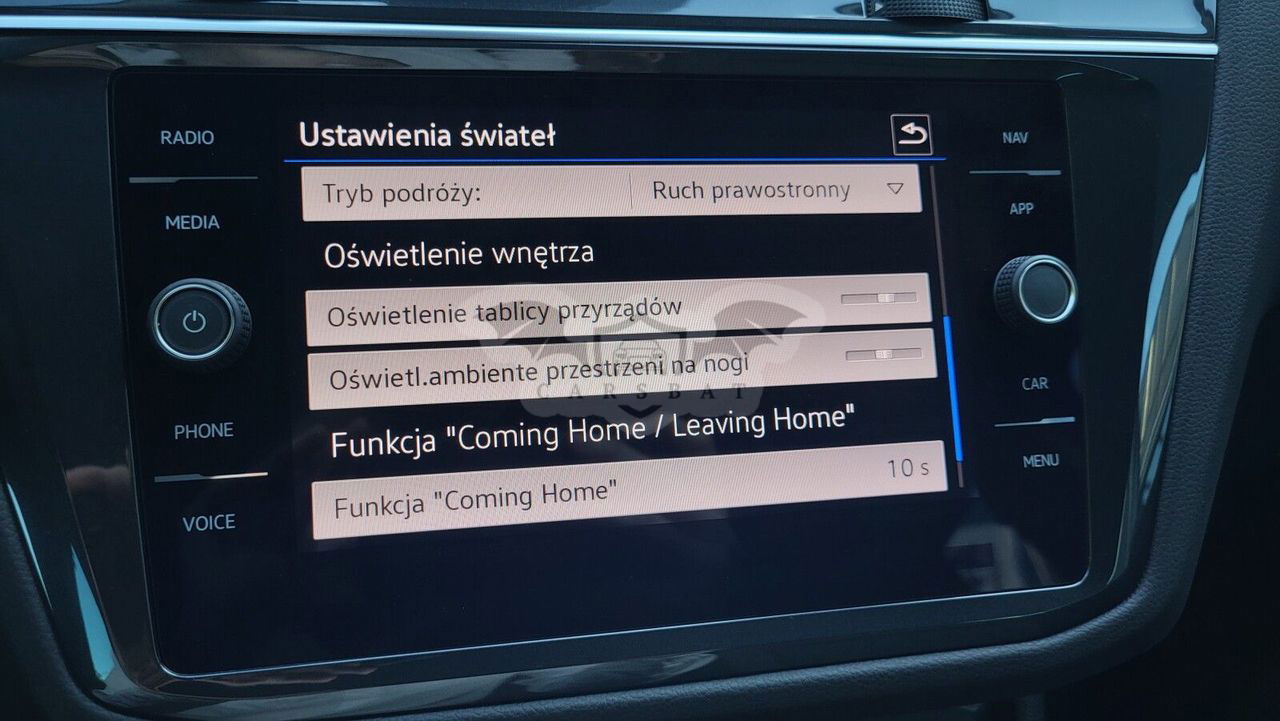 RADIO
MEDIA
PHONE
VOICE
Ustawienia świateł
Tryb podróży: Ruch prawostronny
Oświetlenie wnętrza
Oświetlenie tablicy przyrządów
Oświetl.ambiente przestrzeni na nogi
CARSBAT
Funkcja "Coming Home / Leaving Home"
Funkcja "Coming Home" 10 s
NAV
APP
CAR
MENU